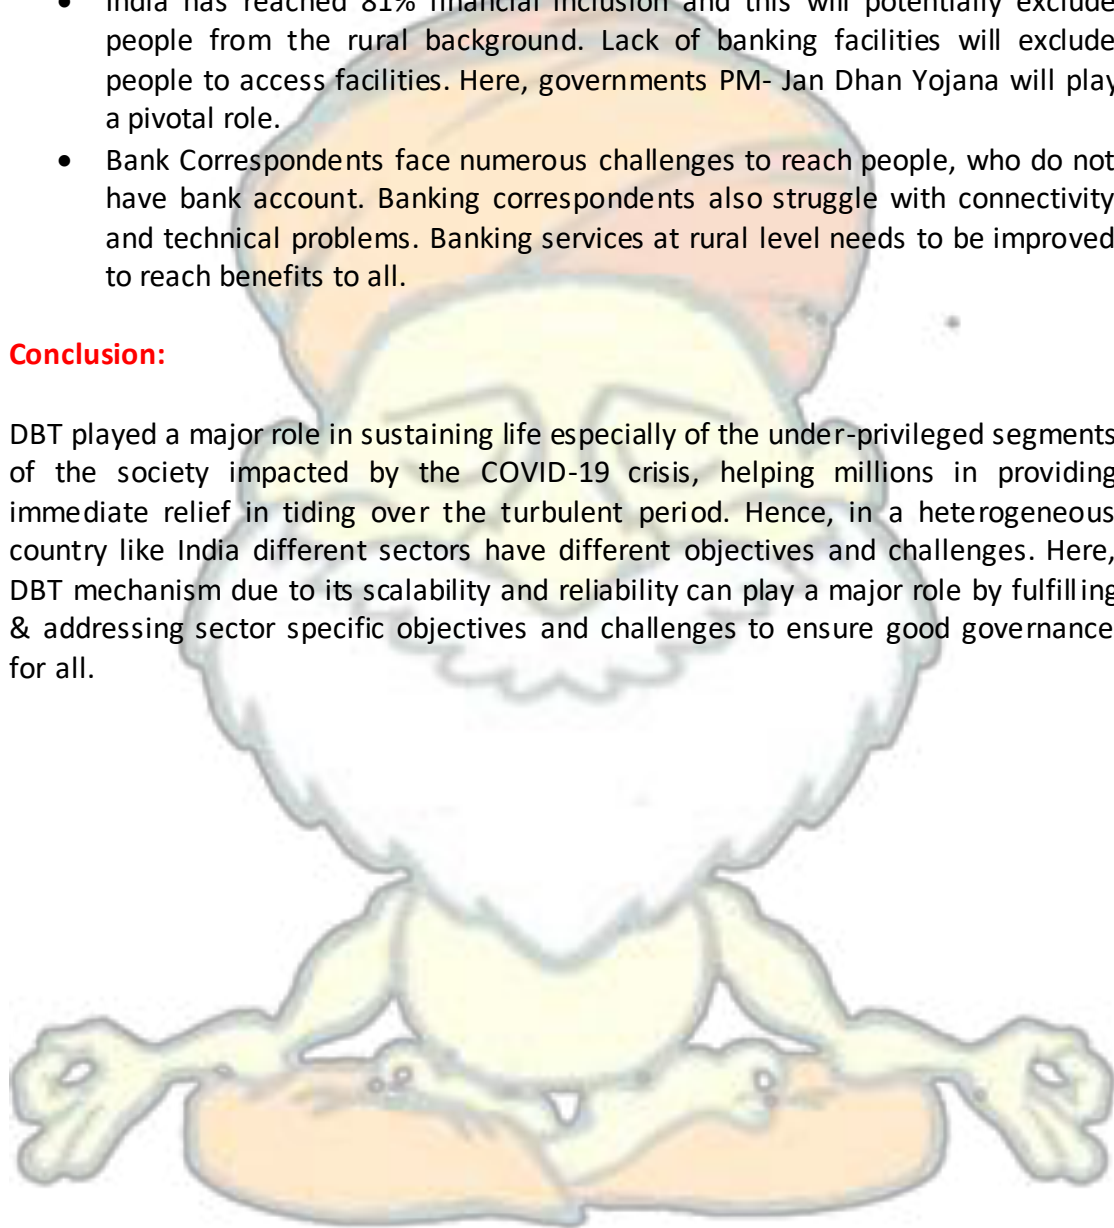 India has reached 81% financial inclusion and this will potentially exclude
people from the rural background. Lack of banking facilities will exclude
people to access facilities. Here, governments PM- Jan Dhan Yojana will play
a pivotal role.
Bank Correspondents face numerous challenges to reach people, who do not
have bank account. Banking correspondents also struggle with connectivity
and technical problems. Banking services at rural level needs to be improved
to reach benefits to all.
Conclusion:
DBT played a major role in sustaining life especially of the under-privileged segments
of the society impacted by the COVID-19 crisis, helping millions in providing
immediate relief in tiding over the turbulent period. Hence, in a heterogeneous
country like India different sectors have different objectives and challenges. Here,
DBT mechanism due to its scalability and reliability can play a major role by fulfilling
& addressing sector specific objectives and challenges to ensure good governance
for all.